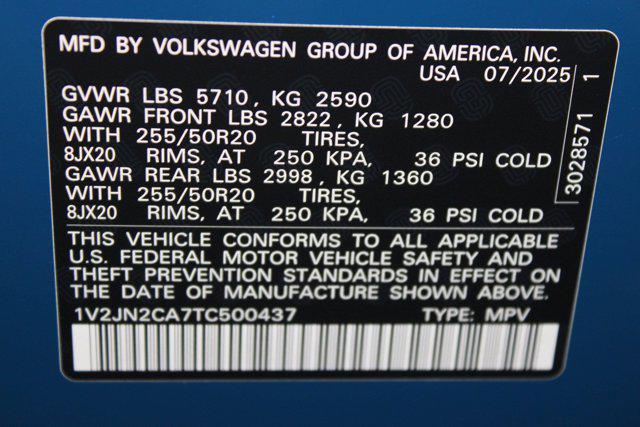 MFD BY VOLKSWAGEN GROUP OF AMERICA, INC.
USA 07/2025
GVWR LBS 5710, KG 2590
GAWR FRONT LBS 2822, KG 1280
WITH 255/50R20 TIRES,
8JX20 RIMS, AT 250 KPA, 36 PSI COLD
GAWR REAR LBS 2998, KG 1360
WITH 255/50R20 TIRES,
8JX20 RIMS, AT 250 KPA, 36 PSI COLD
THIS VEHICLE CONFORMS TO ALL APPLICABLE
U.S. FEDERAL MOTOR VEHICLE SAFETY AND
THEFT PREVENTION STANDARDS IN EFFECT ON
THE DATE OF MANUFACTURE SHOWN ABOVE.
1V2JN2CA7TC500437 TYPE: MPV
3028571 1